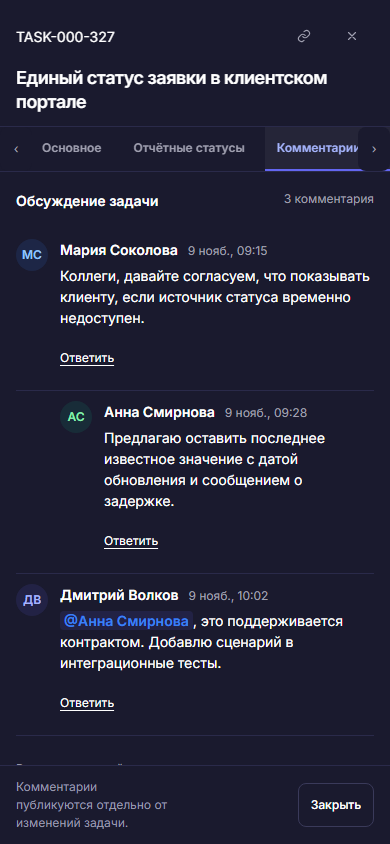 TASK-000-327
Единый статус заявки в клиентском
портале
Основное
Отчётные статусы
Комментарии
Обсуждение задачи
3 комментария
МС
Мария Соколова 9 нояб., 09:15
Коллеги, давайте согласуем, что показывать
клиенту, если источник статуса временно
недоступен.
Ответить
АС
Анна Смирнова 9 нояб., 09:28
Предлагаю оставить последнее
известное значение с датой
обновления и сообщением о
задержке.
Ответить
ДВ
Дмитрий Волков 9 нояб., 10:02
@Анна Смирнова , это поддерживается
контрактом. Добавлю сценарий в
интеграционные тесты.
Ответить
Комментарии
публикуются отдельно от
изменений задачи.
Закрыть